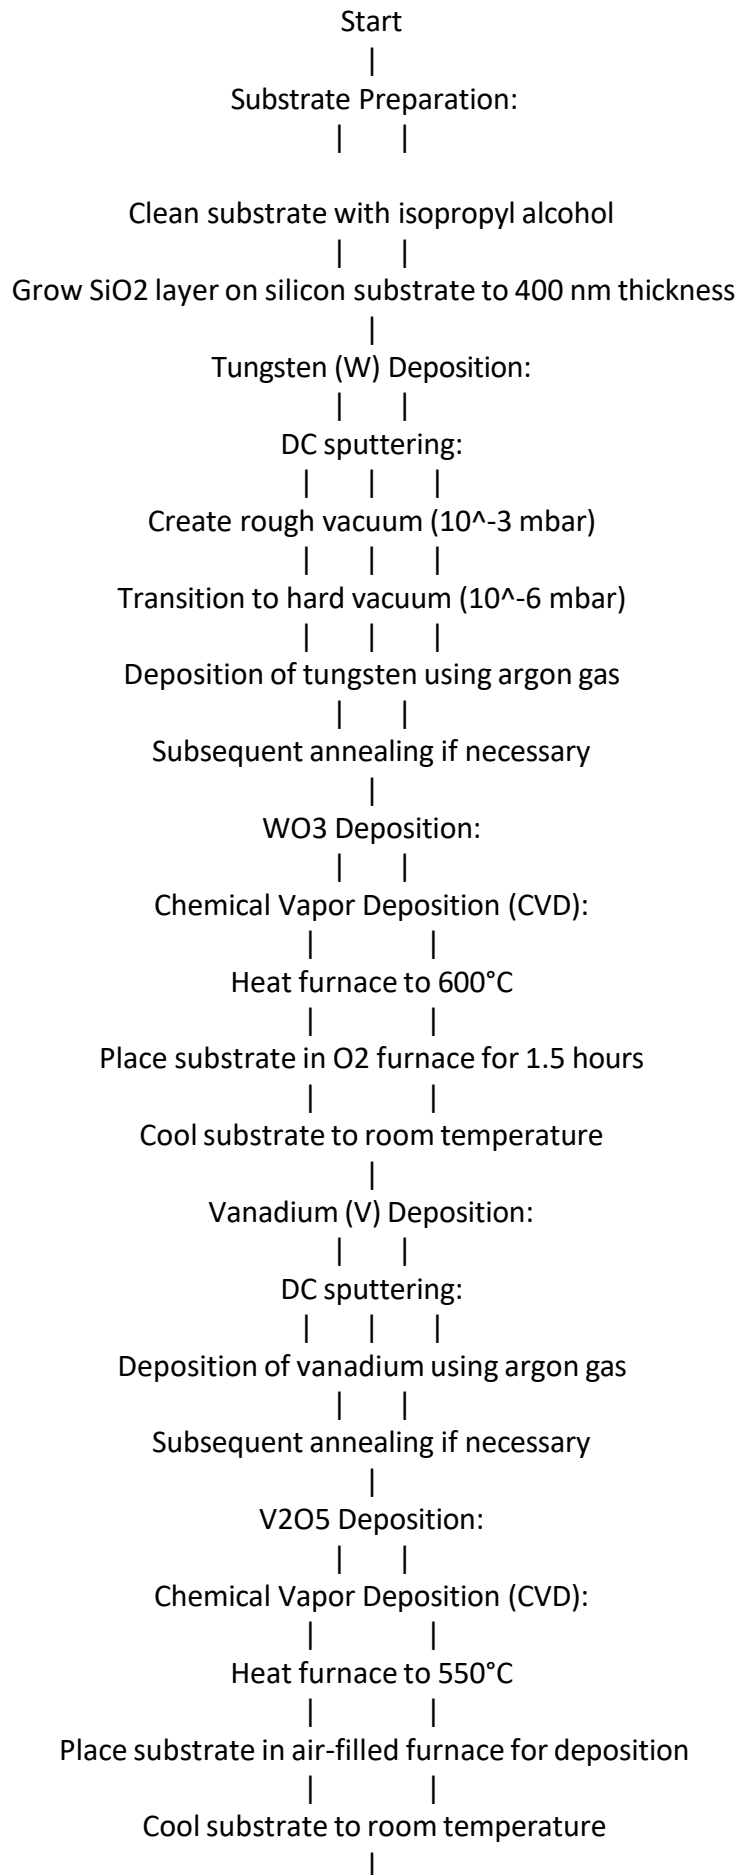 Start
|
Substrate Preparation:
| |
Clean substrate with isopropyl alcohol
| |
Grow SiO2 layer on silicon substrate to 400 nm thickness
|
Tungsten (W) Deposition:
| |
DC sputtering:
| | |
Create rough vacuum (10^-3 mbar)
| | |
Transition to hard vacuum (10^-6 mbar)
| | |
Deposition of tungsten using argon gas
| |
Subsequent annealing if necessary
|
WO3 Deposition:
| |
Chemical Vapor Deposition (CVD):
| |
Heat furnace to 600°C
| |
Place substrate in O2 furnace for 1.5 hours
| |
Cool substrate to room temperature
|
Vanadium (V) Deposition:
| |
DC sputtering:
| | |
Deposition of vanadium using argon gas
| |
Subsequent annealing if necessary
|
V2O5 Deposition:
| |
Chemical Vapor Deposition (CVD):
| |
Heat furnace to 550°C
| |
Place substrate in air-filled furnace for deposition
| |
Cool substrate to room temperature
|